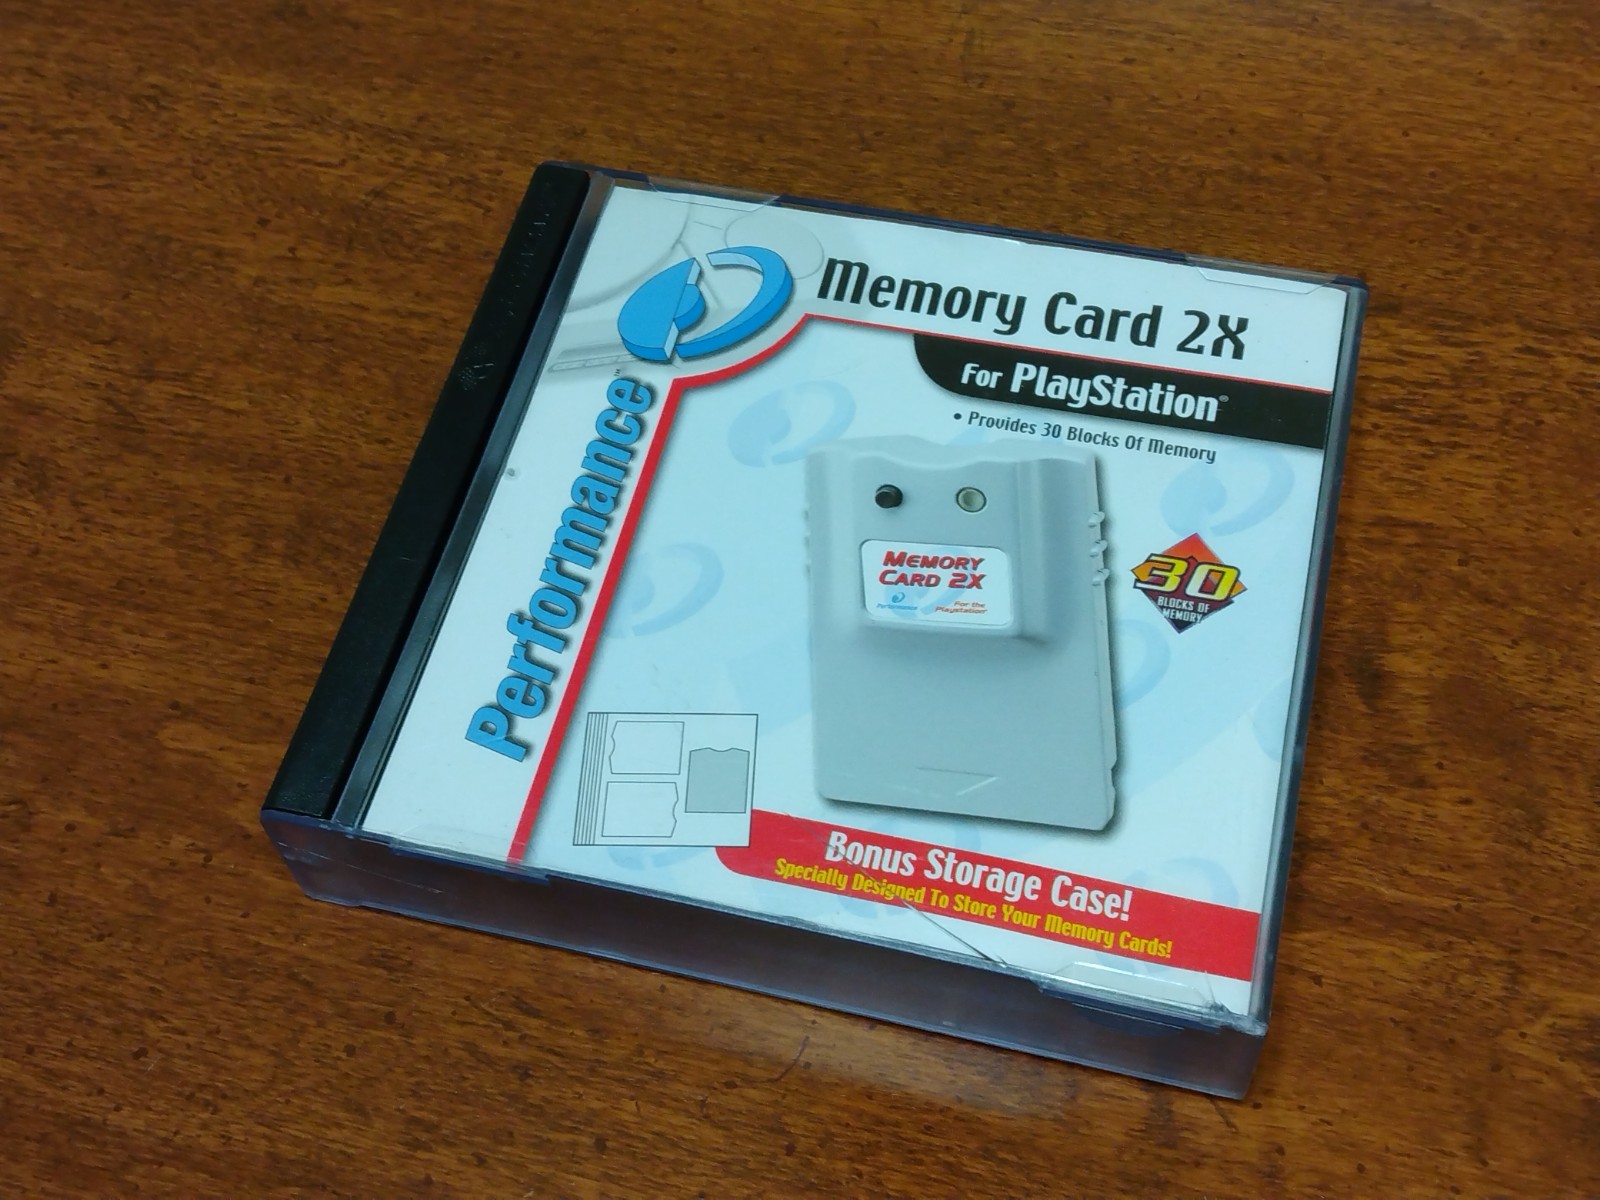 Memory Card 2X
For PlayStation®
• Provides 30 Blocks Of Memory
Performance™
MEMORY
CARD 2X
Performance
For the
Playstation
30
BLOCKS OF
MEMORY
Bonus Storage Case!
Specially Designed To Store Your Memory Cards!